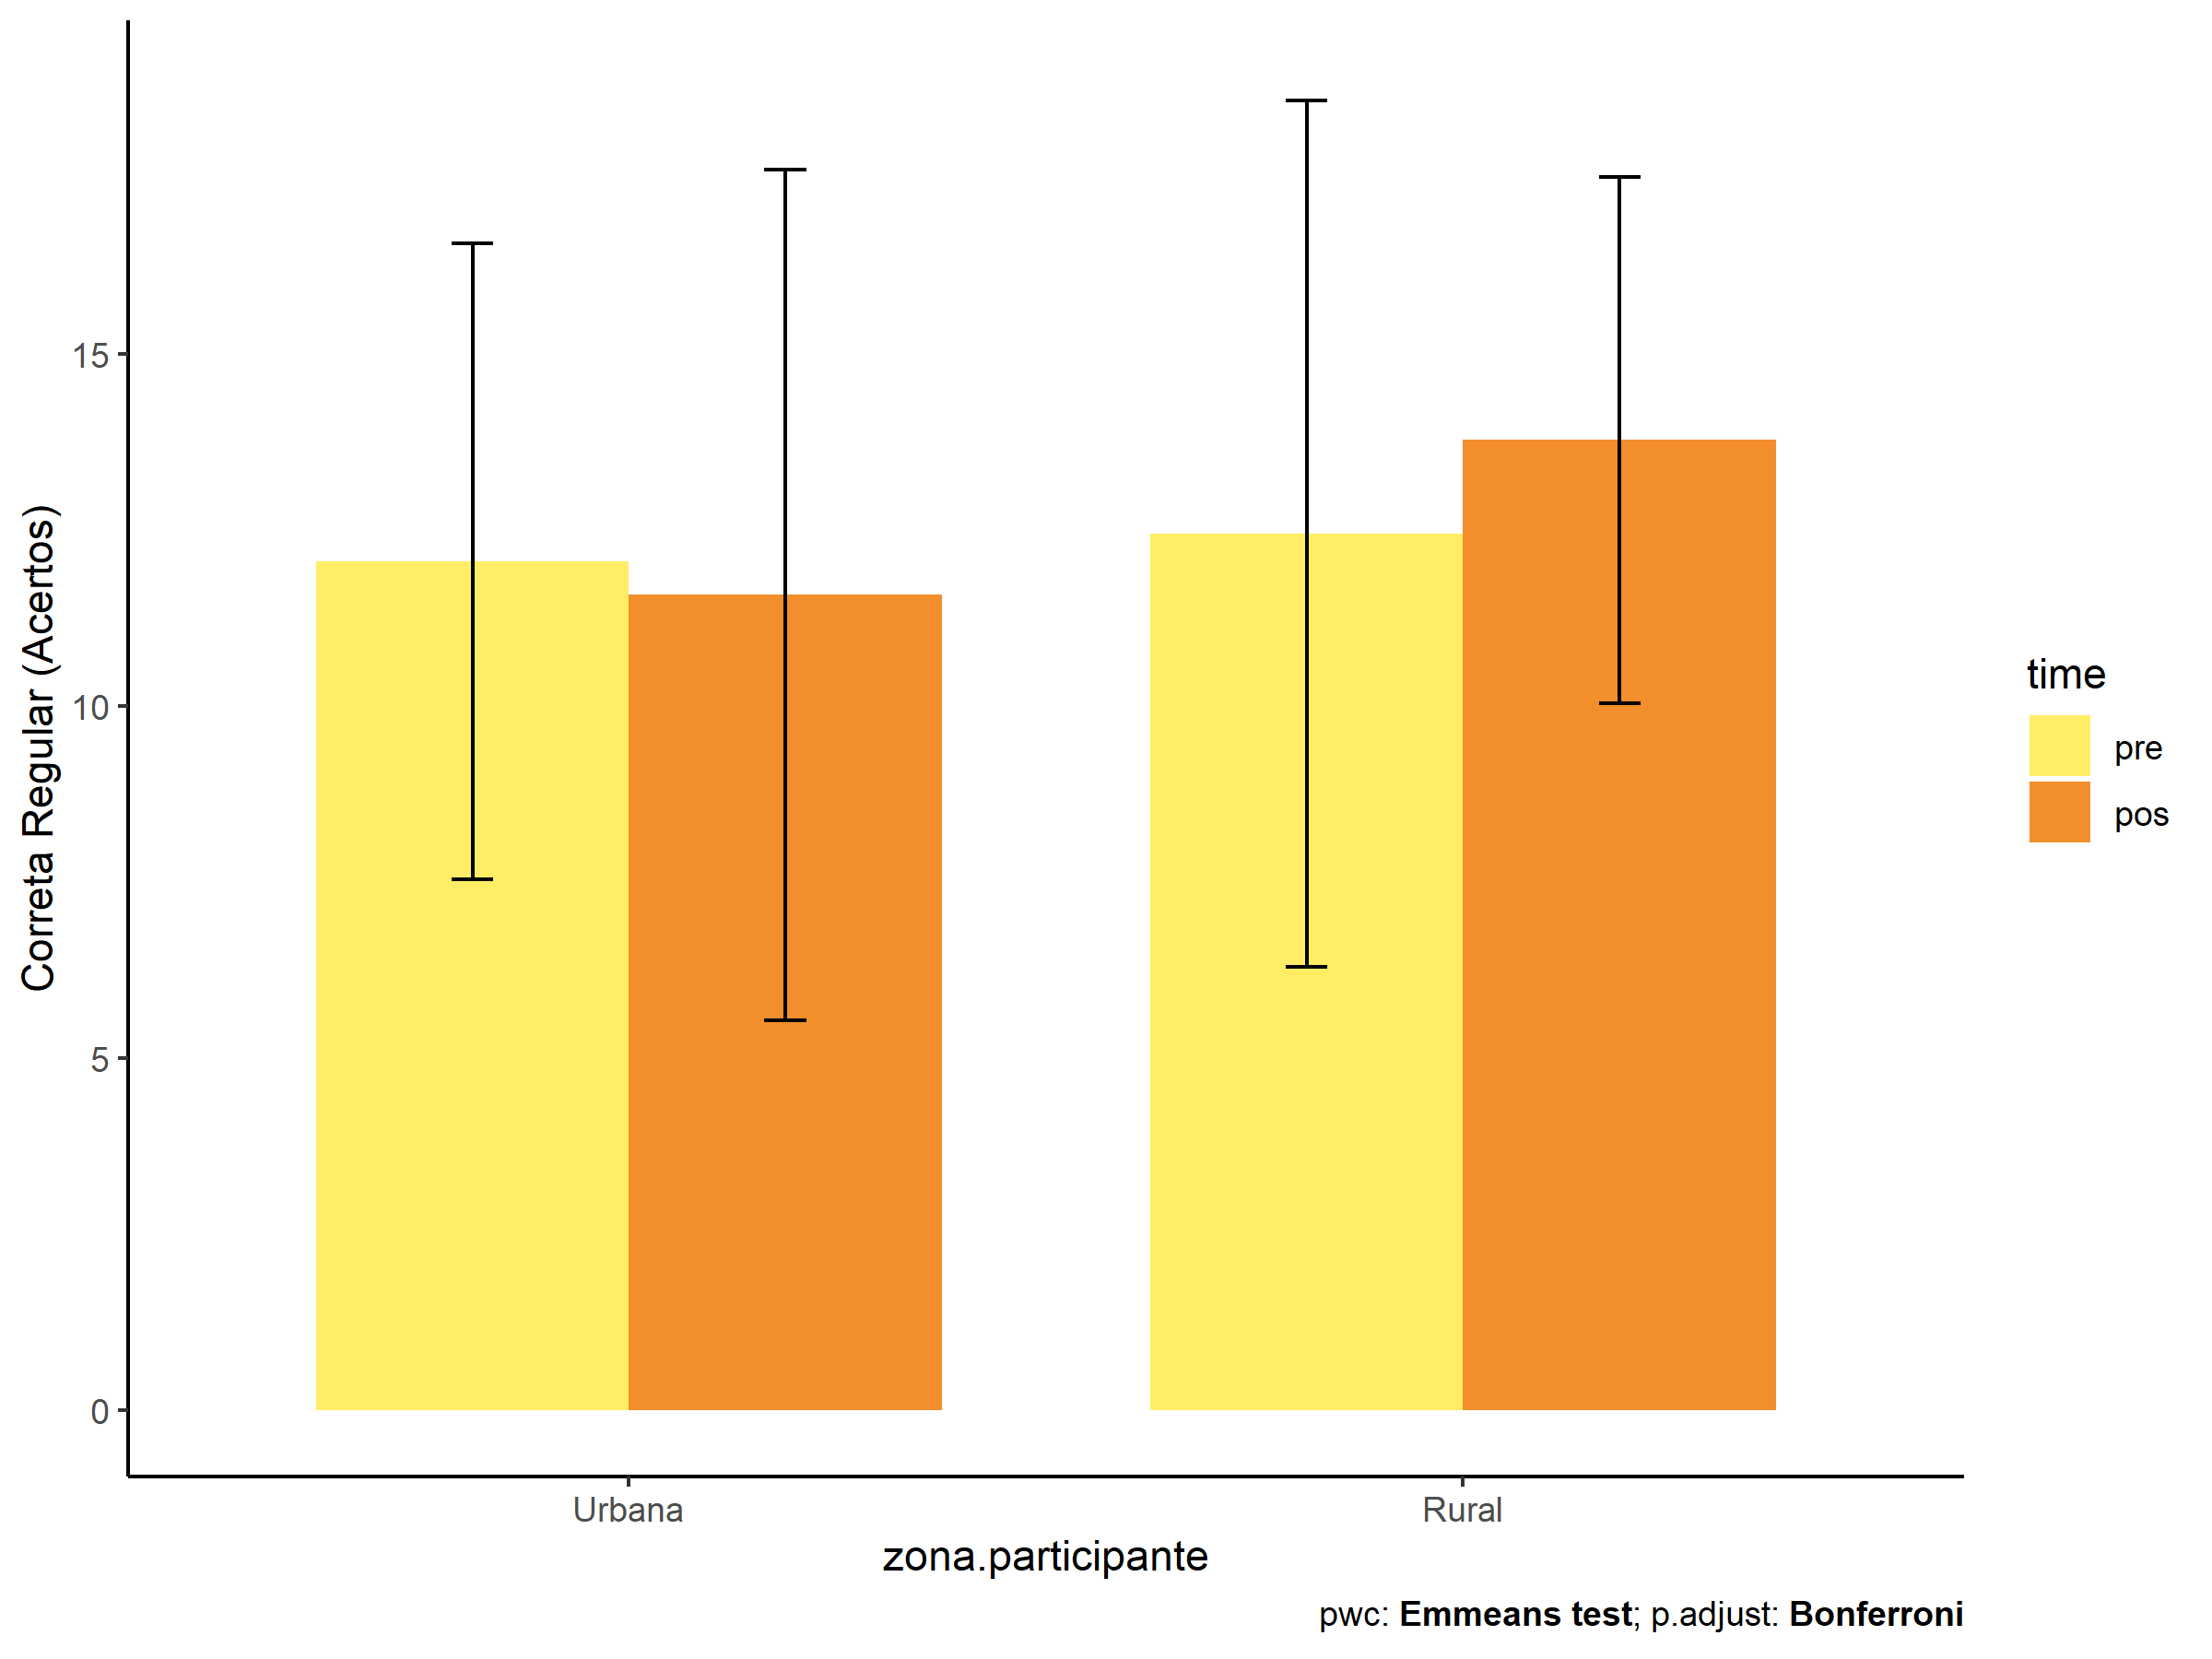 Correta Regular (Acertos)
15
10
5
0
Urbana
Rural
zona.participante
time
pre
pos
pwc: Emmeans test; p.adjust: Bonferroni